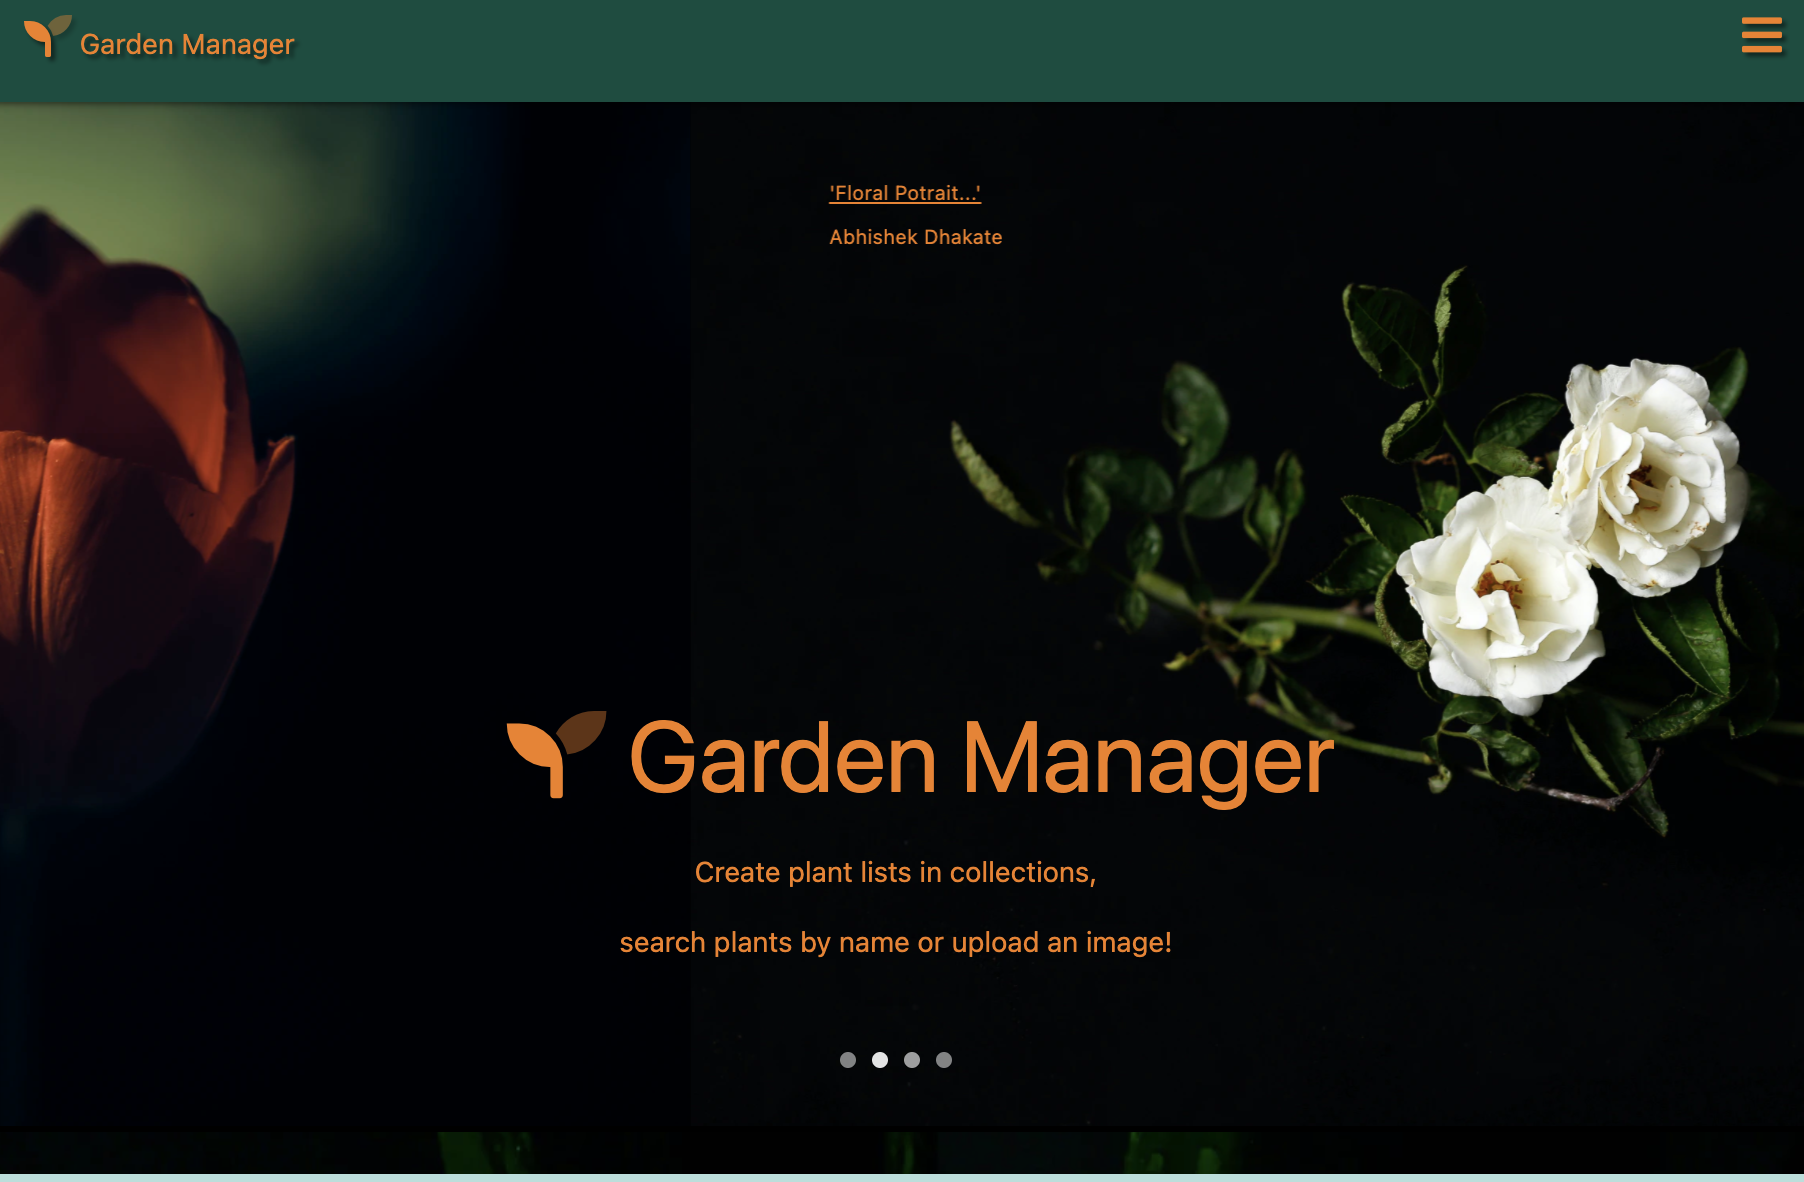 Garden Manager
'Floral Potrait...'
Abhishek Dhakate
Garden Manager
Create plant lists in collections,
search plants by name or upload an image!